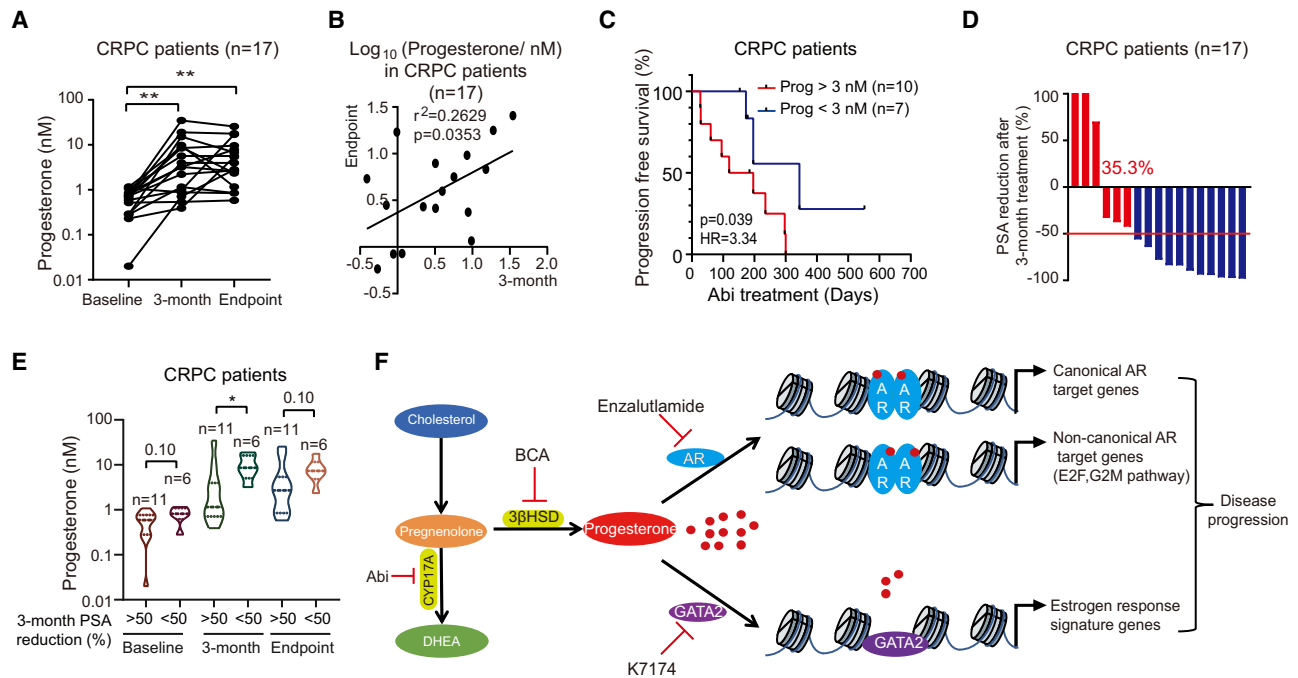 A
CRPC patients (n=17)
**
**
Progesterone (nM)
100
10
1
0.1
0.01
Baseline 3-month Endpoint
B
Log10 (Progesterone/ nM)
in CRPC patients
(n=17)
r2=0.2629
p=0.0353
Endpoint
1.5
1.0
0.5
-0.5
-0.5 0.5 1.0 1.5 2.0
3-month
C
CRPC patients
Prog > 3 nM (n=10)
Prog < 3 nM (n=7)
Progression free survival (%)
100
50
0
p=0.039
HR=3.34
0 100 200 300 400 500 600 700
Abi treatment (Days)
D
CRPC patients (n=17)
PSA reduction after
3-month treatment (%)
100
50
0
-50
-100
35.3%
E
CRPC patients
Progesterone (nM)
100
10
1
0.1
0.01
0.10
n=11
n=6
*
n=11 n=6
0.10
n=11
n=6
3-month PSA
reduction (%)
>50 <50 >50 <50 >50 <50
Baseline 3-month Endpoint
F
Cholesterol
Pregnenolone
DHEA
Abi
CYP17A
BCA
3βHSD
Progesterone
Enzalutlamide
AR
GATA2
K7174
A A
R R
A A
R R
GATA2
Canonical AR
target genes
Non-canonical AR
target genes
(E2F,G2M pathway)
Estrogen response
signature genes
Disease
progression